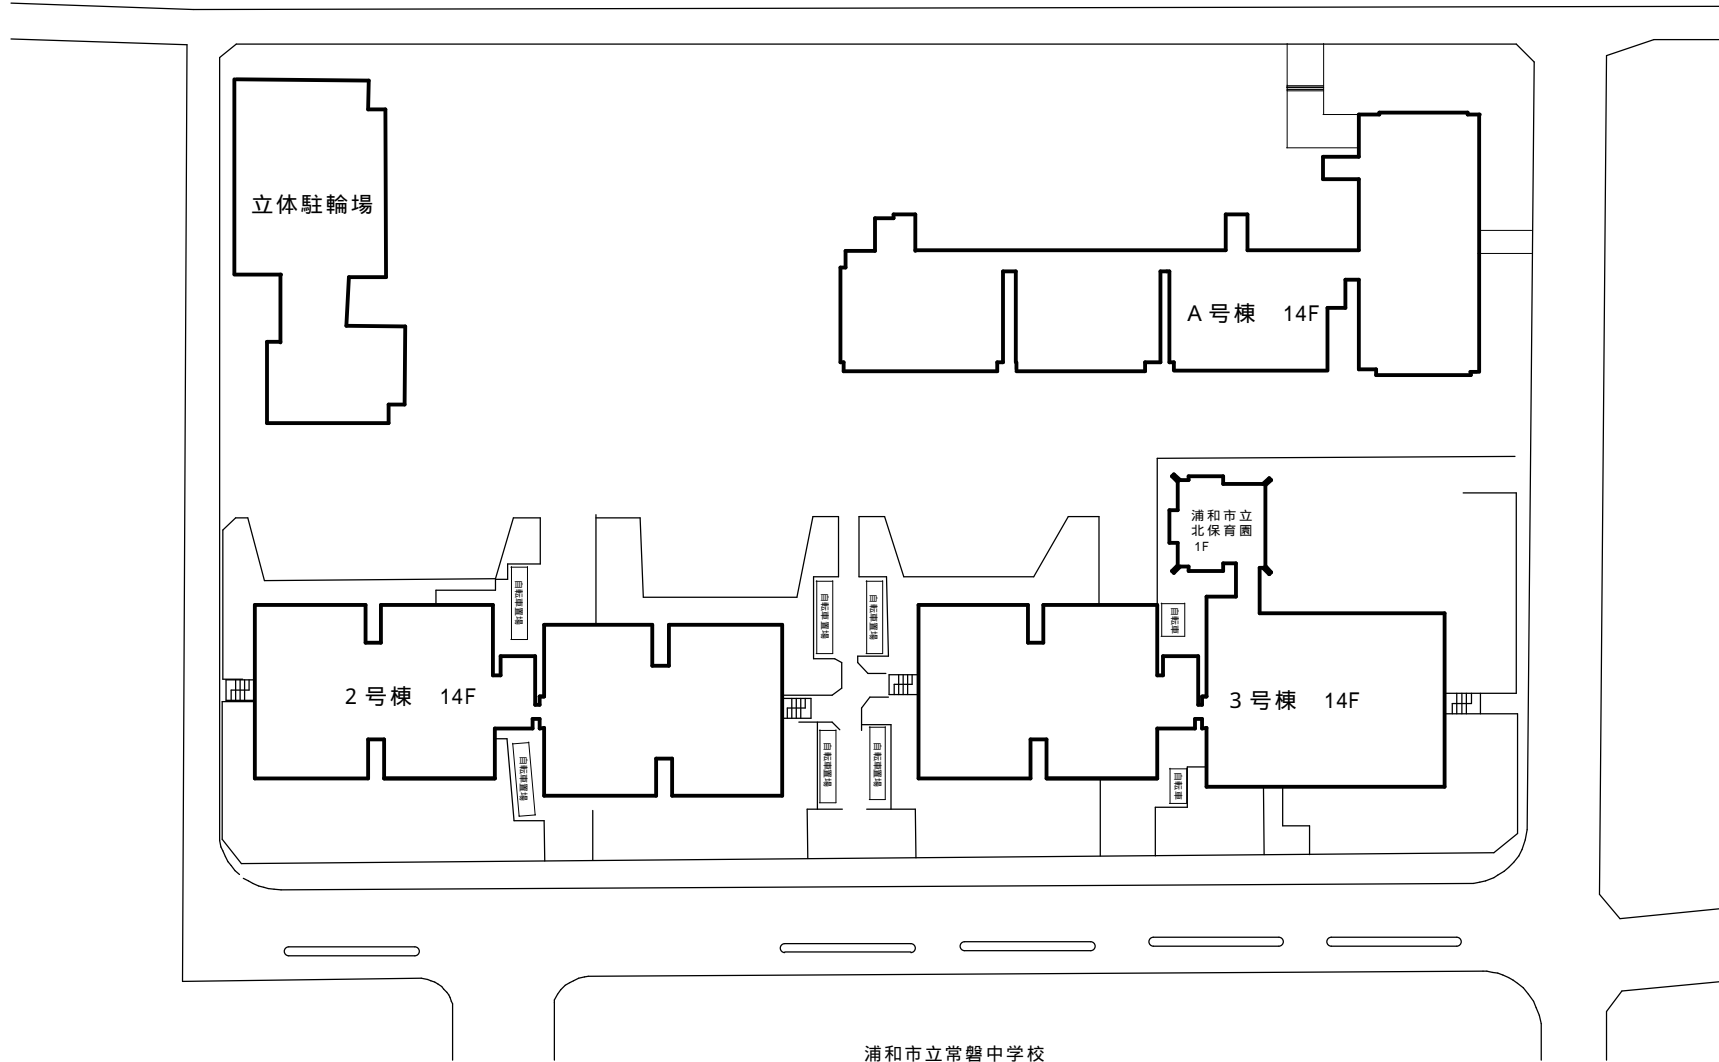 立体駐輪場
A号棟　14F
浦和市立
北保育園
1F
自転車置場
自転車置場
自転車置場
自転車
2号棟　14F
3号棟　14F
自転車置場
自転車置場
自転車置場
自転車
浦和市立常磐中学校